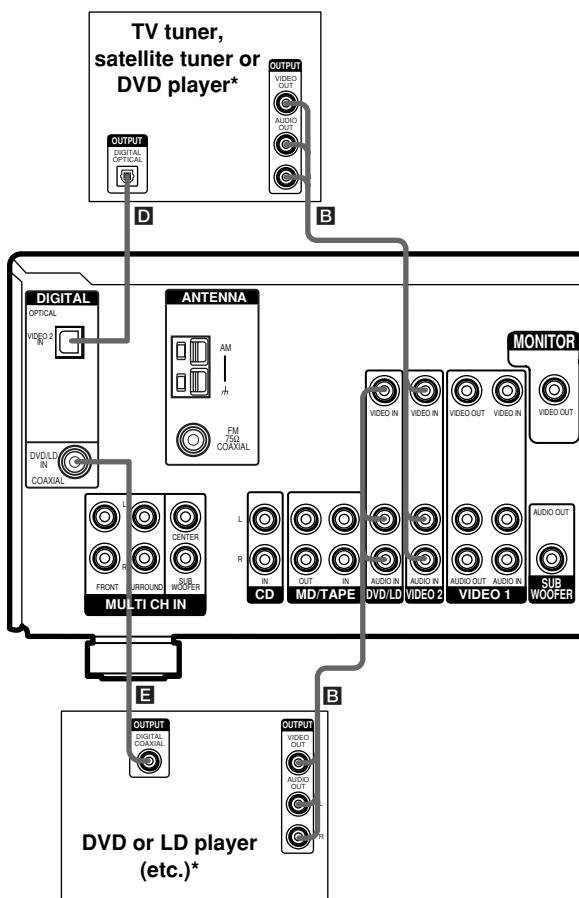 TV tuner,
satellite tuner or
DVD player*
OUTPUT
VIDEO
OUT
AUDIO
OUT
OUTPUT
DIGITAL
OPTICAL
D
B
DIGITAL
OPTICAL
VIDEO 2
IN
DVD/LD
IN
COAXIAL
ANTENNA
AM
FM
75Ω
COAXIAL
MONITOR
VIDEO OUT
VIDEO IN
VIDEO IN
VIDEO OUT
VIDEO IN
L
R
CENTER
FRONT
SURROUND
SUB
WOOFER
MULTI CH IN
L
R
IN
CD
OUT
IN
MD/TAPE
AUDIO IN
DVD/LD
AUDIO IN
VIDEO 2
AUDIO OUT
AUDIO IN
VIDEO 1
AUDIO OUT
SUB
WOOFER
E
B
OUTPUT
DIGITAL
COAXIAL
OUTPUT
VIDEO
OUT
AUDIO
OUT
L
R
DVD or LD player
(etc.)*